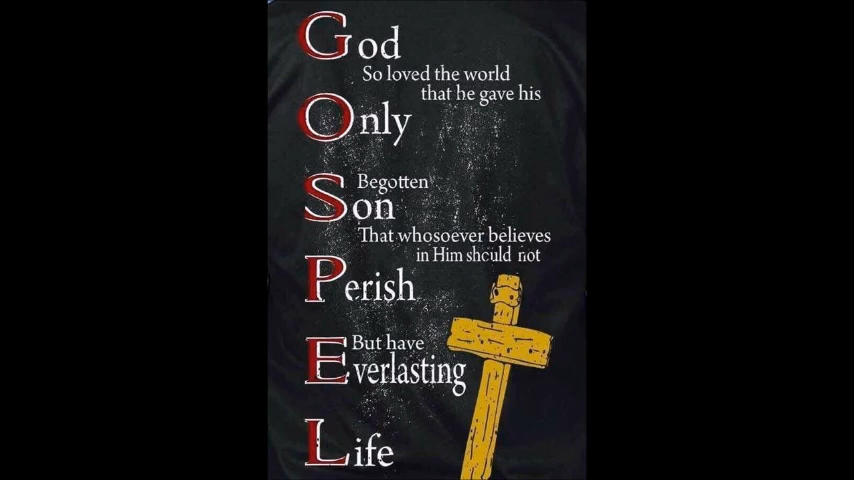 God
So loved the world
that he gave his
Only
Begotten
Son
That whosoever believes
in Him should not
Perish
But have
Everlasting
Life